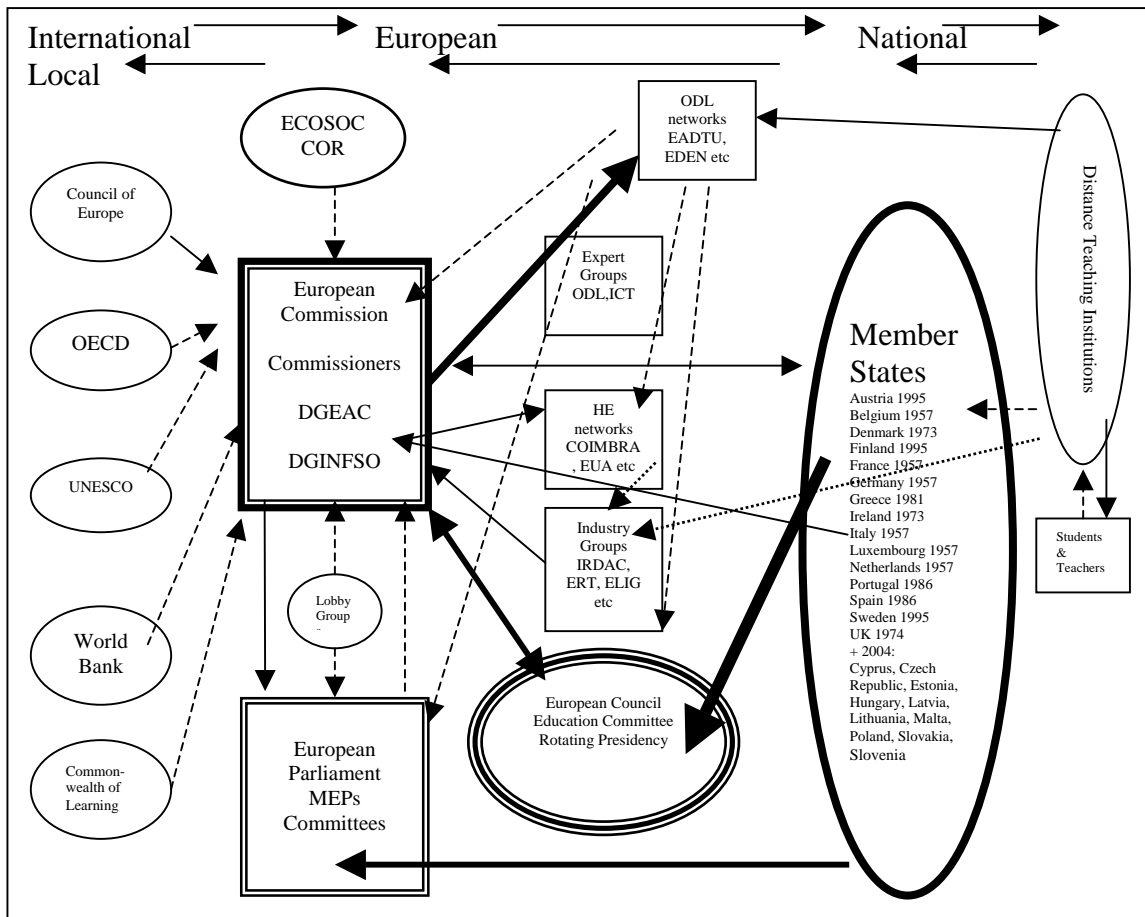 International
European
National
Local
ECOSOC
COR
Council of
Europe
OECD
UNESCO
World
Bank
Common-
wealth of
Learning
European
Commission
Commissioners
DGEAC
DGINFSO
Lobby
Group
European
Parliament
MEPs
Committees
ODL
networks
EADTU,
EDEN etc
Expert
Groups
ODL,ICT
HE
networks
COIMBRA
, EUA etc
Industry
Groups
IRDAC,
ERT, ELIG
etc
European Council
Education Committee
Rotating Presidency
Member
States
Austria 1995
Belgium 1957
Denmark 1973
Finland 1995
France 1957
Germany 1957
Greece 1981
Ireland 1973
Italy 1957
Luxembourg 1957
Netherlands 1957
Portugal 1986
Spain 1986
Sweden 1995
UK 1974
+ 2004:
Cyprus, Czech
Republic, Estonia,
Hungary, Latvia,
Lithuania, Malta,
Poland, Slovakia,
Slovenia
Distance Teaching Institutions
Students
&
Teachers